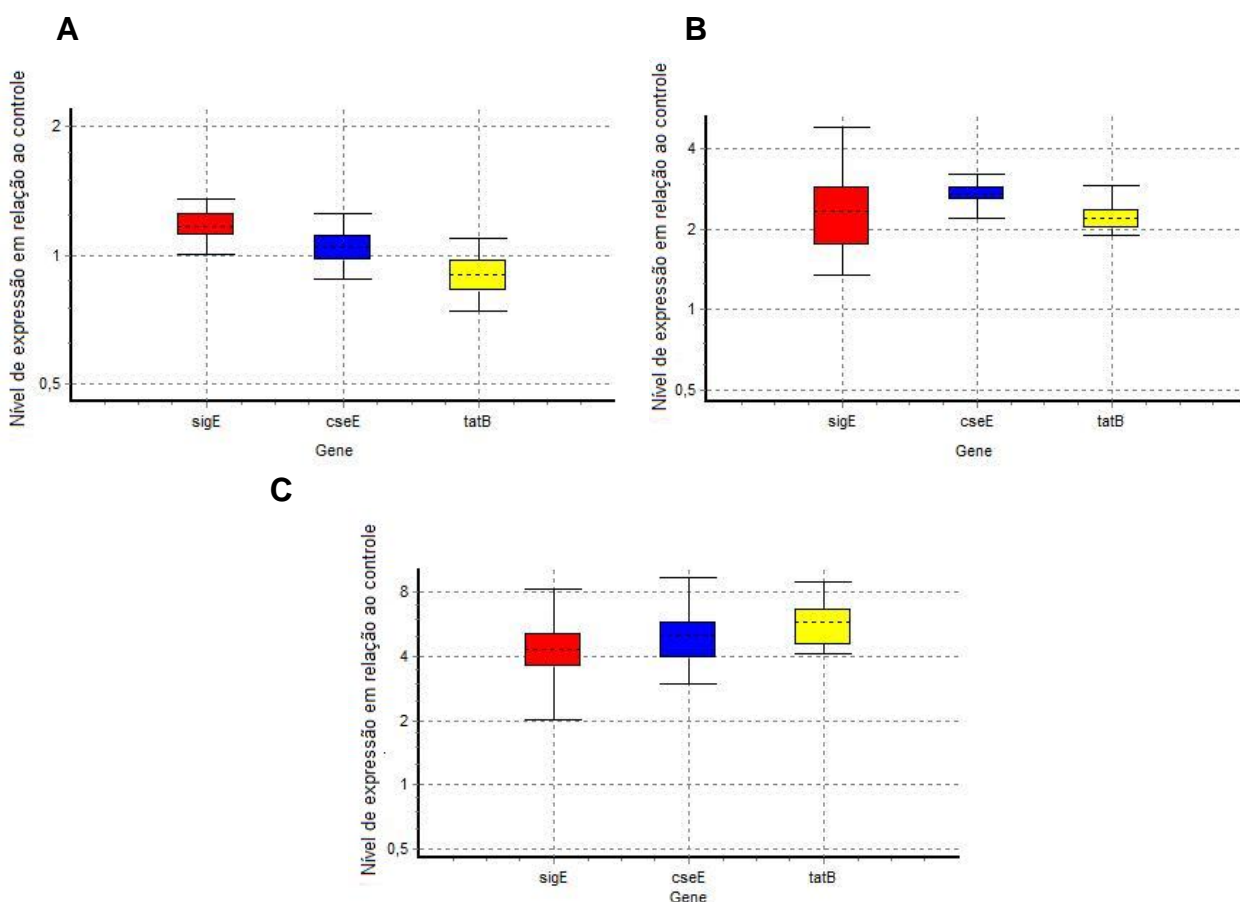 A
Nível de expressão em relação ao controle
2
1
0,5
sigE cseE tatB
Gene
B
Nível de expressão em relação ao controle
4
2
1
0,5
sigE cseE tatB
Gene
C
Nível de expressão em relação ao controle
8
4
2
1
0,5
sigE cseE tatB
Gene